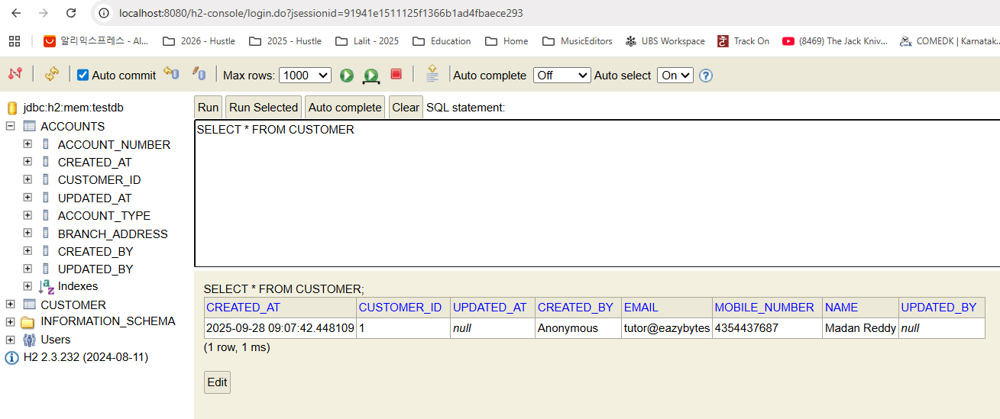 localhost:8080/h2-console/login.do?jsessionid=91941e1511125f1366b1ad4fbaece293
알리익스프레스 - Al... 2026 - Hustle 2025 - Hustle Lalit - 2025 Education Home MusicEditors UBS Workspace Track On (8469) The Jack Kniv... COMEDK | Karnatak...
Auto commit Max rows: 1000 Auto complete Off Auto select On
jdbc:h2:mem:testdb
ACCOUNTS
ACCOUNT_NUMBER
CREATED_AT
CUSTOMER_ID
UPDATED_AT
ACCOUNT_TYPE
BRANCH_ADDRESS
CREATED_BY
UPDATED_BY
Indexes
CUSTOMER
INFORMATION_SCHEMA
Users
H2 2.3.232 (2024-08-11)
Run Run Selected Auto complete Clear SQL statement:
SELECT * FROM CUSTOMER
SELECT * FROM CUSTOMER;
CREATED_AT CUSTOMER_ID UPDATED_AT CREATED_BY EMAIL MOBILE_NUMBER NAME UPDATED_BY
2025-09-28 09:07:42.448109 1 null Anonymous tutor@eazybytes 4354437687 Madan Reddy null
(1 row, 1 ms)
Edit